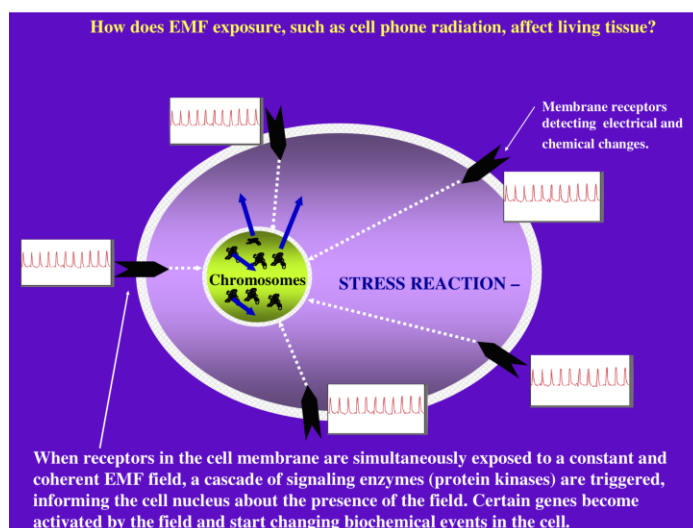 How does EMF exposure, such as cell phone radiation, affect living tissue?
Membrane receptors
detecting electrical and
chemical changes.
Chromosomes
STRESS REACTION –
When receptors in the cell membrane are simultaneously exposed to a constant and
coherent EMF field, a cascade of signaling enzymes (protein kinases) are triggered,
informing the cell nucleus about the presence of the field. Certain genes become
activated by the field and start changing biochemical events in the cell.